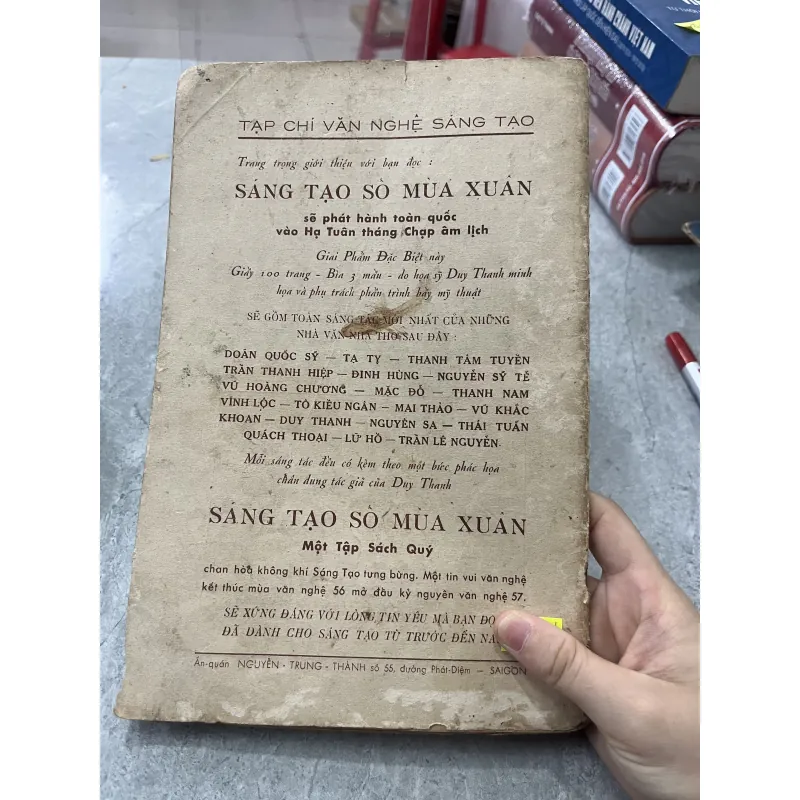 TẠP CHÍ VĂN NGHỆ SÁNG TẠO
Trang trọng giới thiệu với bạn đọc :
SÁNG TẠO SỐ MÙA XUÂN
sẽ phát hành toàn quốc
vào Hạ Tuần tháng Chạp âm lịch
Giai Phẩm Đặc Biệt này
Giấy 100 trang - Bìa 3 mầu - do họa sỹ Duy Thanh minh
họa và phụ trách phần trình bầy mỹ thuật
SẼ GỒM TOÀN SÁNG TÁC MỚI NHẤT CỦA NHỮNG
NHÀ VĂN NHÀ THƠ SAU ĐÂY :
DOÃN QUỐC SỸ — TẠ TỴ — THANH TÂM TUYỀN
TRẦN THANH HIỆP — ĐINH HÙNG — NGUYỄN SỸ TẾ
VŨ HOÀNG CHƯƠNG — MẶC ĐỖ — THANH NAM
VĨNH LỘC — TÔ KIỀU NGÂN — MAI THẢO — VŨ KHẮC
KHOAN — DUY THANH — NGUYÊN SA — THÁI TUẤN
QUÁCH THOẠI — LỮ HỒ — TRẦN LÊ NGUYỄN.
Mỗi sáng tác đều có kèm theo một bức phác họa
chân dung tác giả của Duy Thanh
SÁNG TẠO SỐ MÙA XUÂN
Một Tập Sách Quý
chan hòa không khí Sáng Tạo tưng bừng. Một tin vui văn nghệ
kết thúc mùa văn nghệ 56 mở đầu kỷ nguyên văn nghệ 57.
SẼ XỨNG ĐÁNG VỚI LÒNG TIN YÊU MÀ BẠN
ĐÃ DÀNH CHO SÁNG TẠO TỪ TRƯỚC ĐẾN
Ấn-quán NGUYỄN - TRUNG - THÀNH số 55, đường Phát-Diệm — SAIGON